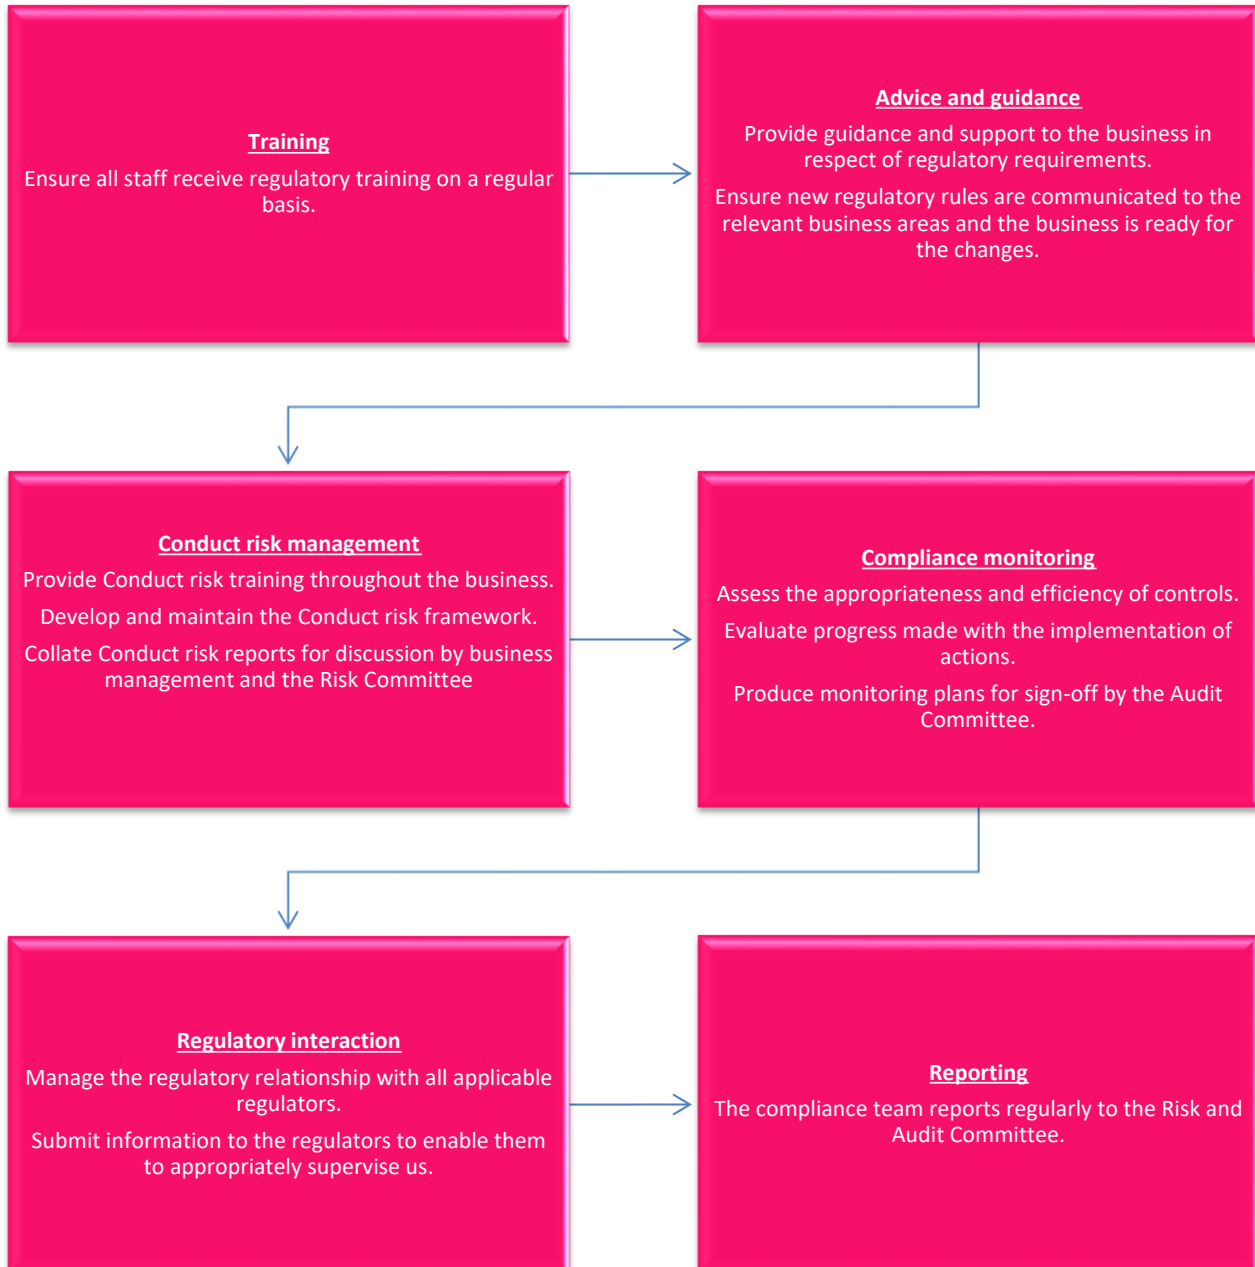 Training
Ensure all staff receive regulatory training on a regular
basis.
Advice and guidance
Provide guidance and support to the business in
respect of regulatory requirements.
Ensure new regulatory rules are communicated to the
relevant business areas and the business is ready for
the changes.
Conduct risk management
Provide Conduct risk training throughout the business.
Develop and maintain the Conduct risk framework.
Collate Conduct risk reports for discussion by business
management and the Risk Committee
Compliance monitoring
Assess the appropriateness and efficiency of controls.
Evaluate progress made with the implementation of
actions.
Produce monitoring plans for sign-off by the Audit
Committee.
Regulatory interaction
Manage the regulatory relationship with all applicable
regulators.
Submit information to the regulators to enable them
to appropriately supervise us.
Reporting
The compliance team reports regularly to the Risk and
Audit Committee.